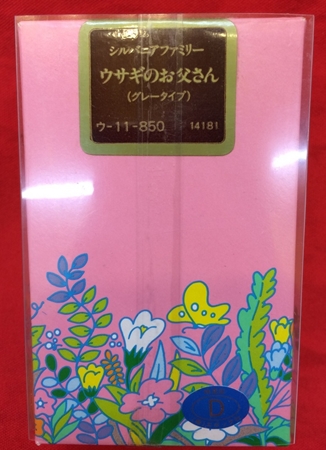 シルバニアファミリー
ウサギのお父さん
(グレータイプ)
ウ-11-850 14181